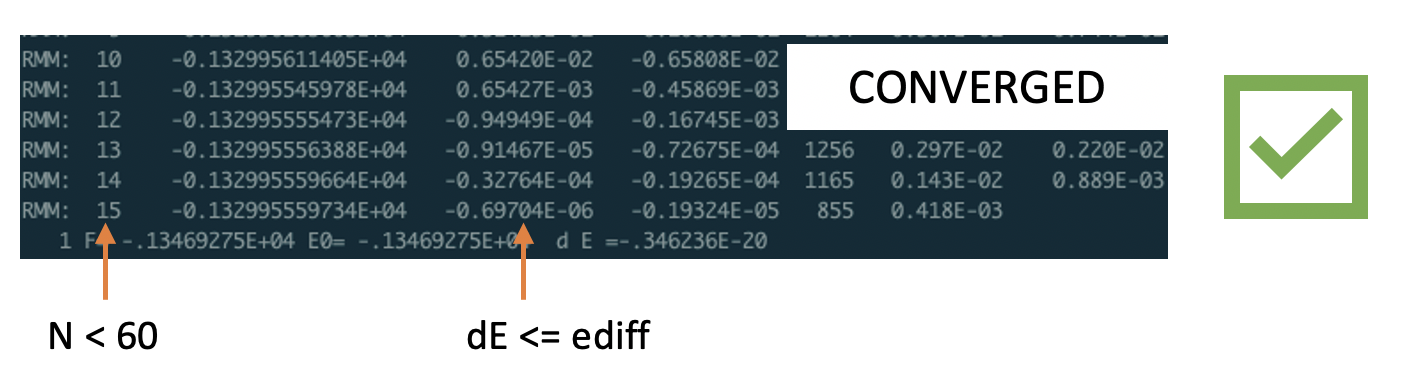 RMM: 10 -0.132995611405E+04 0.65420E-02 -0.65808E-02
RMM: 11 -0.132995545978E+04 0.65427E-03 -0.45869E-03
CONVERGED
RMM: 12 -0.132995555473E+04 -0.94949E-04 -0.16745E-03
RMM: 13 -0.132995556388E+04 -0.91467E-05 -0.72675E-04 1256 0.297E-02 0.220E-02
RMM: 14 -0.132995559664E+04 -0.32764E-04 -0.19265E-04 1165 0.143E-02 0.889E-03
RMM: 15 -0.132995559734E+04 -0.69704E-06 -0.19324E-05 855 0.418E-03
1 F -.13469275E+04 E0= -.13469275E+0 d E =-.346236E-20
N < 60
dE <= ediff